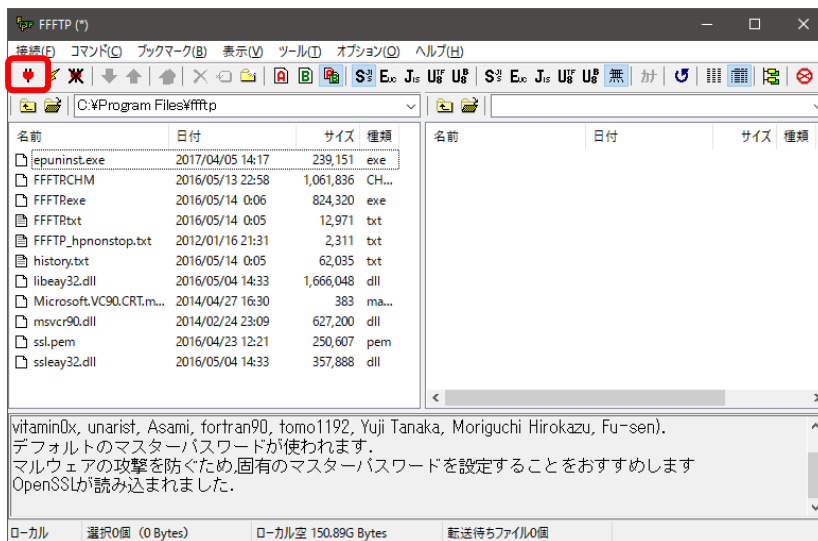 FFFTP (*)
接続(F) コマンド(C) ブックマーク(B) 表示(V) ツール(T) オプション(O) ヘルプ(H)
無
C:¥Program Files¥ffftp
名前 日付 サイズ 種類 名前 日付 サイズ 種類
epuninst.exe 2017/04/05 14:17 239,151 exe
FFFTP.CHM 2016/05/13 22:58 1,061,836 CH...
FFFTP.exe 2016/05/14 0:06 824,320 exe
FFFTP.txt 2016/05/14 0:05 12,971 txt
FFFTP_hpnonstop.txt 2012/01/16 21:31 2,311 txt
history.txt 2016/05/14 0:05 62,035 txt
libeay32.dll 2016/05/04 14:33 1,666,048 dll
Microsoft.VC90.CRT.m... 2014/04/27 16:30 383 ma...
msvcr90.dll 2014/02/24 23:09 627,200 dll
ssl.pem 2016/04/23 12:21 250,607 pem
ssleay32.dll 2016/05/04 14:33 357,888 dll
vitamin0x, unarist, Asami, fortran90, tomo1192, Yuji Tanaka, Moriguchi Hirokazu, Fu-sen).
デフォルトのマスターパスワードが使われます.
マルウェアの攻撃を防ぐため,固有のマスターパスワードを設定することをおすすめします
OpenSSLが読み込まれました.
ローカル 選択0個 (0 Bytes) ローカル空 150.89G Bytes 転送待ちファイル0個